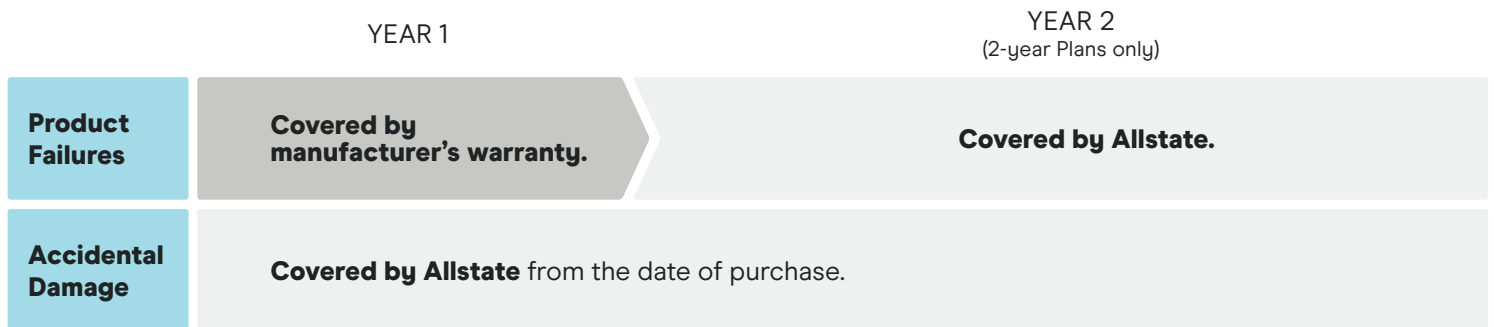 YEAR 1
YEAR 2
(2-year Plans only)
Product
Failures
Covered by
manufacturer's warranty.
Covered by Allstate.
Accidental
Damage
Covered by Allstate from the date of purchase.